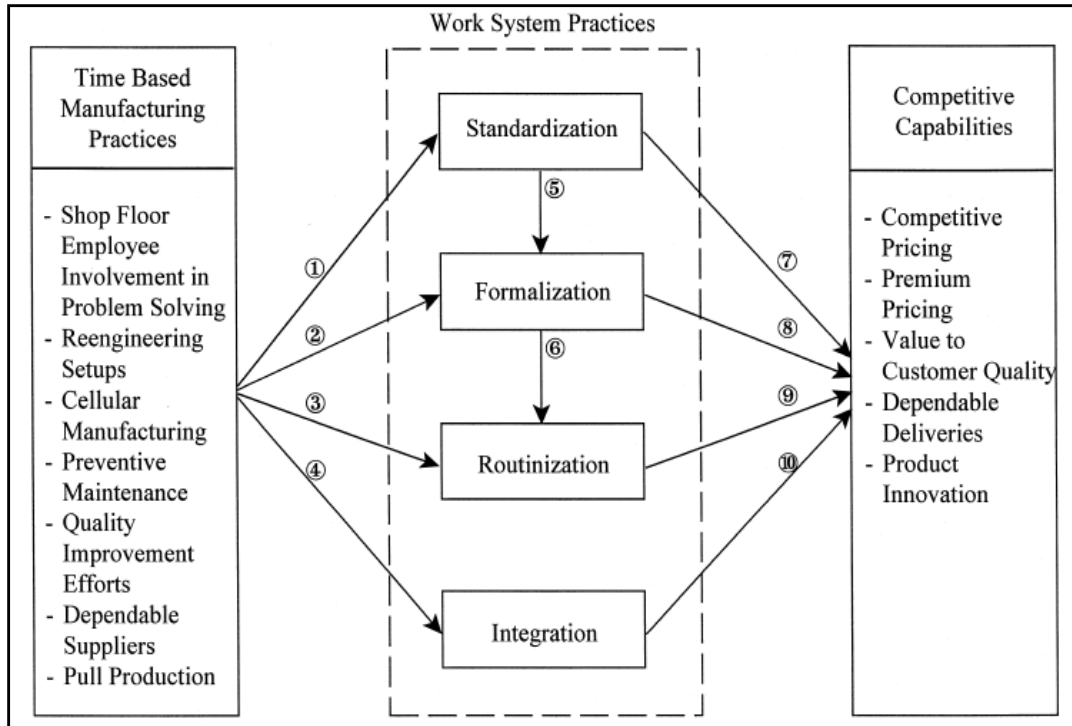 Work System Practices
Time Based
Manufacturing
Practices
- Shop Floor
Employee
Involvement in
Problem Solving
- Reengineering
Setups
- Cellular
Manufacturing
- Preventive
Maintenance
- Quality
Improvement
Efforts
- Dependable
Suppliers
- Pull Production
①
②
③
④
Standardization
⑤
Formalization
⑥
Routinization
Integration
⑦
⑧
⑨
⑩
Competitive
Capabilities
- Competitive
Pricing
- Premium
Pricing
- Value to
Customer Quality
- Dependable
Deliveries
- Product
Innovation